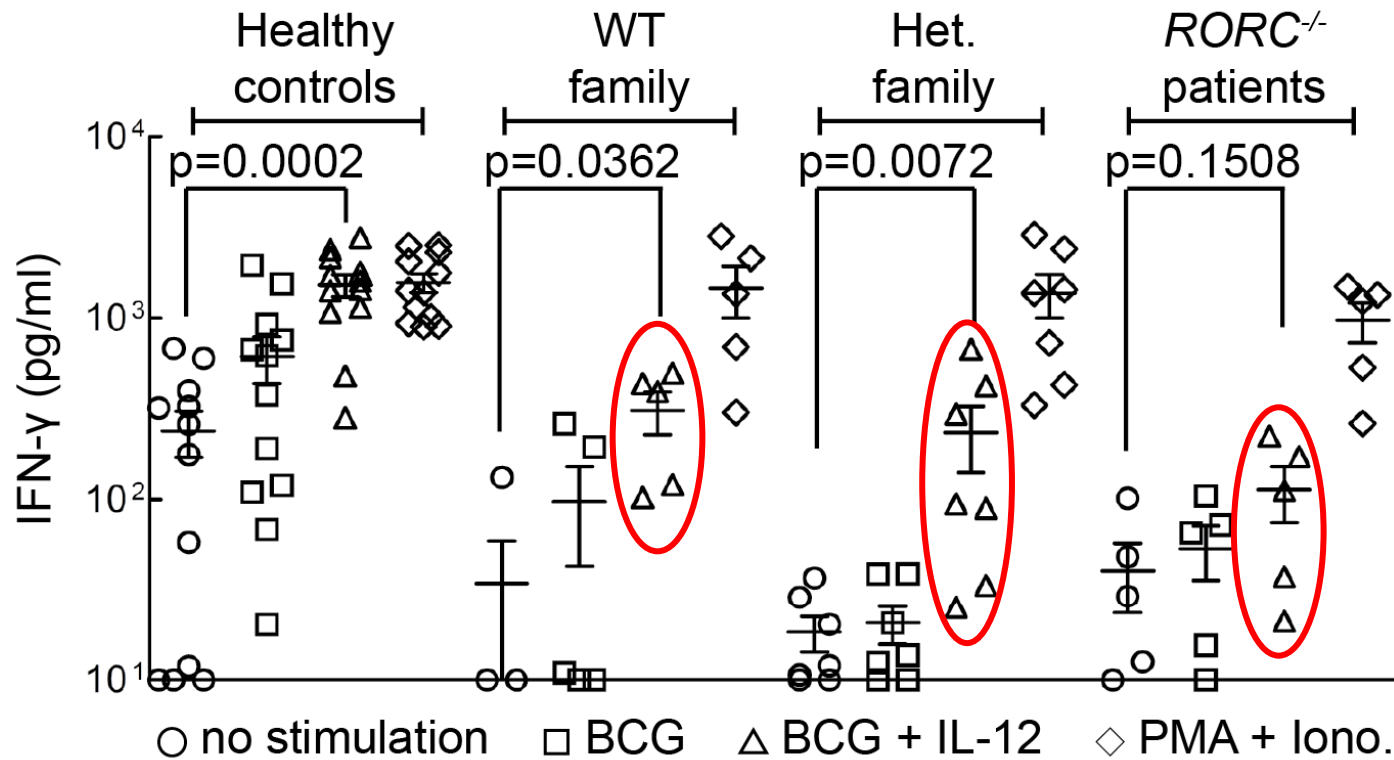 Healthy controls
WT family
Het. family
RORC-/- patients
p=0.0002
p=0.0362
p=0.0072
p=0.1508
IFN-γ (pg/ml)
10⁴
10³
10²
10¹
no stimulation
BCG
BCG + IL-12
PMA + Iono.